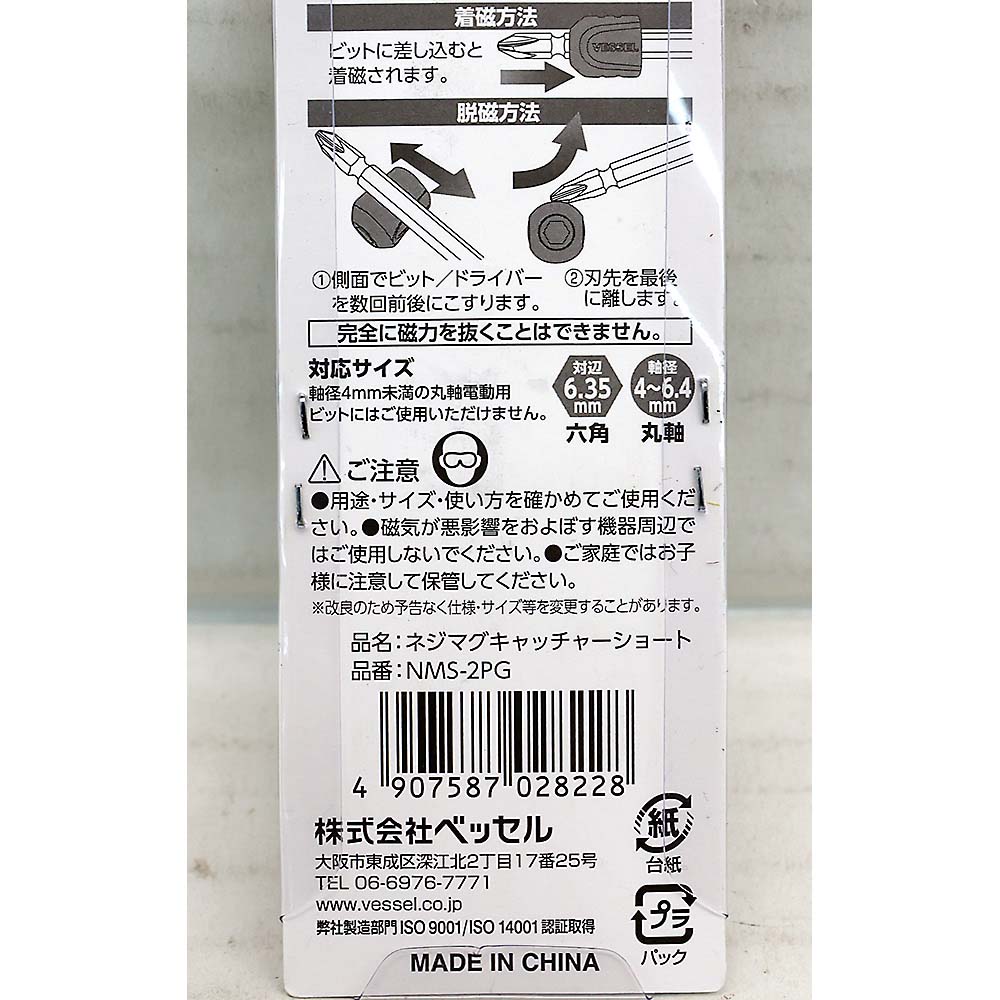 着磁方法
ビットに差し込むと
着磁されます。
VESSEL
脱磁方法
①側面でビット／ドライバー
を数回前後にこすります。
②刃先を最後
に離します。
完全に磁力を抜くことはできません。
対応サイズ
軸径4mm未満の丸軸電動用
ビットにはご使用いただけません。
対辺
6.35
mm
六角
軸径
4〜6.4
mm
丸軸
ご注意
●用途・サイズ・使い方を確かめてご使用くだ
さい。●磁気が悪影響をおよぼす機器周辺で
はご使用しないでください。●ご家庭ではお子
様に注意して保管してください。
※改良のため予告なく仕様・サイズ等を変更することがあります。
品名：ネジマグキャッチャーショート
品番：NMS-2PG
4 907587 028228
株式会社ベッセル
大阪市東成区深江北2丁目17番25号
TEL 06-6976-7771
www.vessel.co.jp
弊社製造部門 ISO 9001/ISO 14001 認証取得
紙
台紙
プラ
パック
MADE IN CHINA